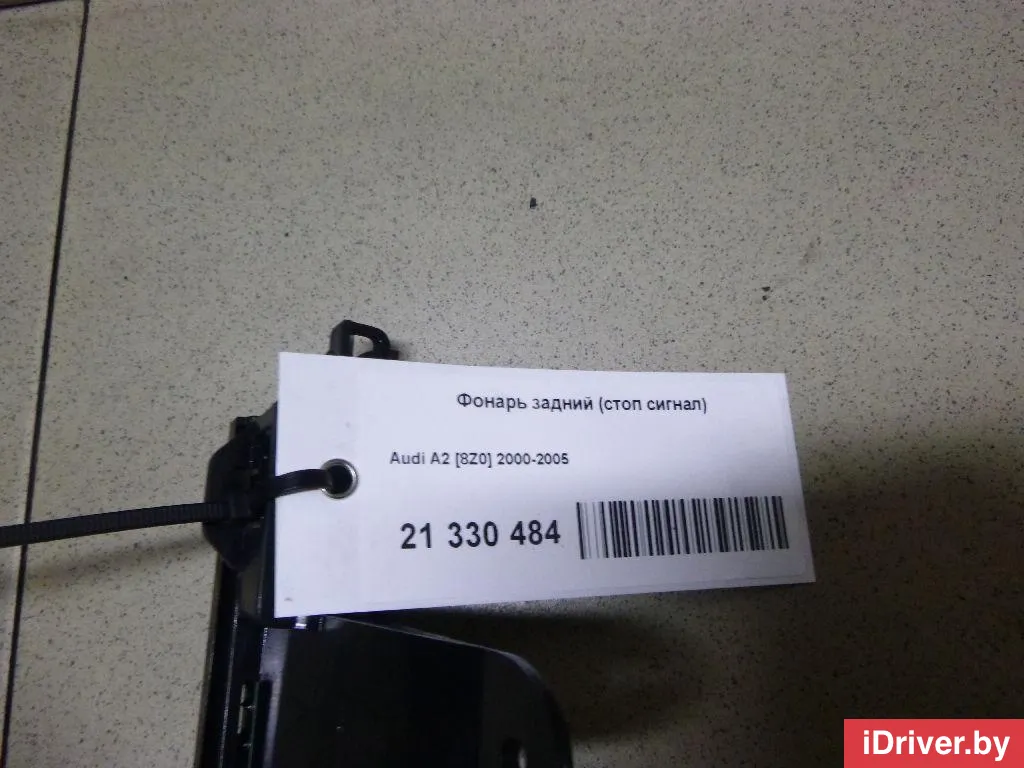 Фонарь задний (стоп сигнал)
Audi A2 [8Z0] 2000-2005
21 330 484
iDriver.by